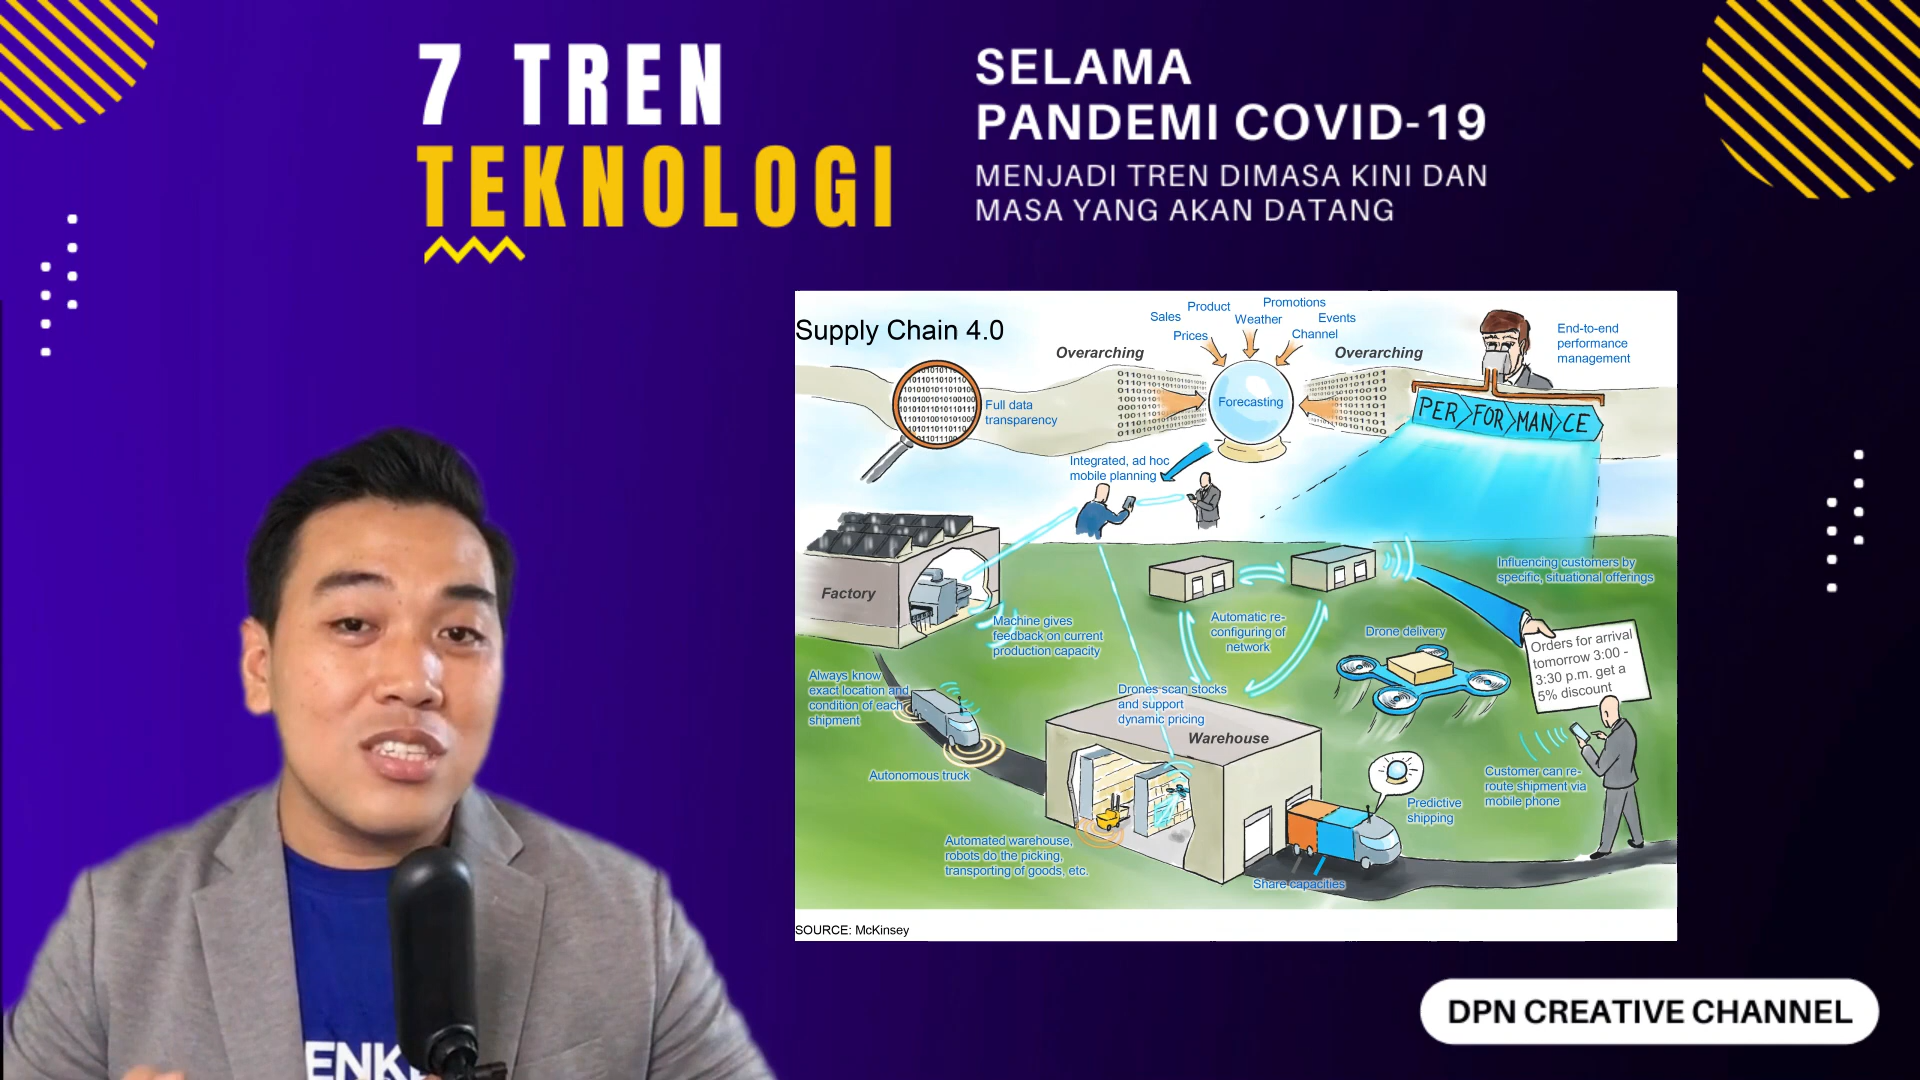 7 TREN
TEKNOLOGI
SELAMA
PANDEMI COVID-19
MENJADI TREN DIMASA KINI DAN
MASA YANG AKAN DATANG
Supply Chain 4.0
Sales
Product
Promotions
Prices
Weather
Events
Channel
Overarching
Overarching
Forecasting
Full data
transparency
End-to-end
performance
management
PER FOR MAN CE
Integrated, ad hoc
mobile planning
Factory
Machine gives
feedback on current
production capacity
Automatic re-
configuring of
network
Influencing customers by
specific, situational offerings
Drone delivery
Orders for arrival
tomorrow 3:00 -
3:30 p.m. get a
5% discount
Always know
exact location and
condition of each
shipment
Autonomous truck
Drones scan stocks
and support
dynamic pricing
Warehouse
Automated warehouse,
robots do the picking,
transporting of goods, etc.
Predictive
shipping
Customer can re-
route shipment via
mobile phone
Share capacities
SOURCE: McKinsey
DPN CREATIVE CHANNEL